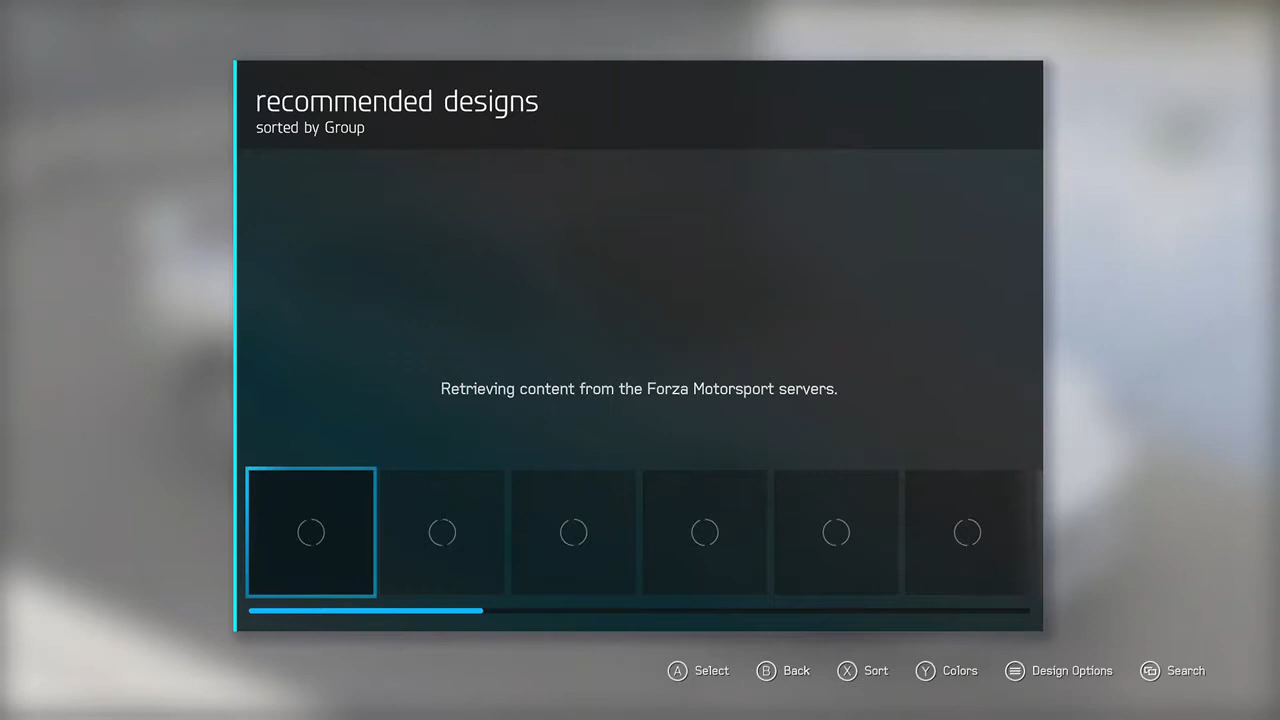 recommended designs
sorted by Group
Retrieving content from the Forza Motorsport servers.
A Select B Back X Sort Y Colors Design Options Search